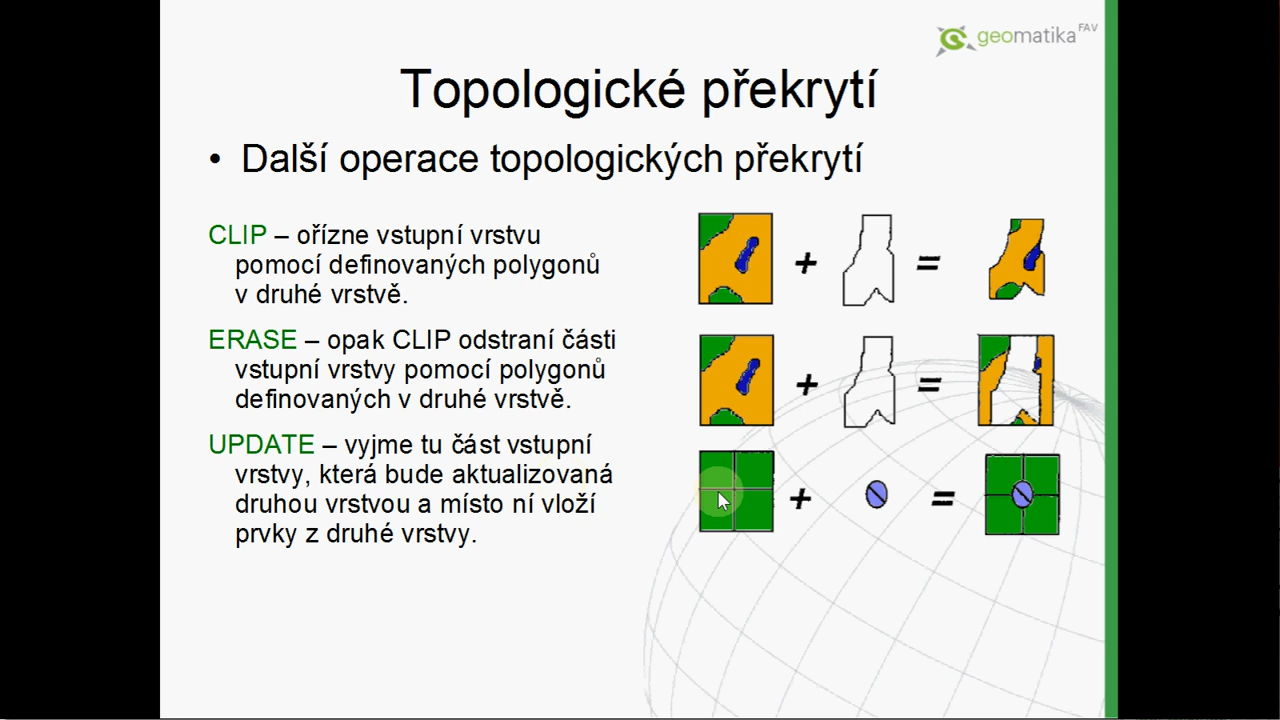 geomatika FAV
Topologické překrytí
• Další operace topologických překrytí
CLIP – ořízne vstupní vrstvu
pomocí definovaných polygonů
v druhé vrstvě.
+ =
ERASE – opak CLIP odstraní části
vstupní vrstvy pomocí polygonů
definovaných v druhé vrstvě.
+ =
UPDATE – vyjme tu část vstupní
vrstvy, která bude aktualizovaná
druhou vrstvou a místo ní vloží
prvky z druhé vrstvy.
+ =